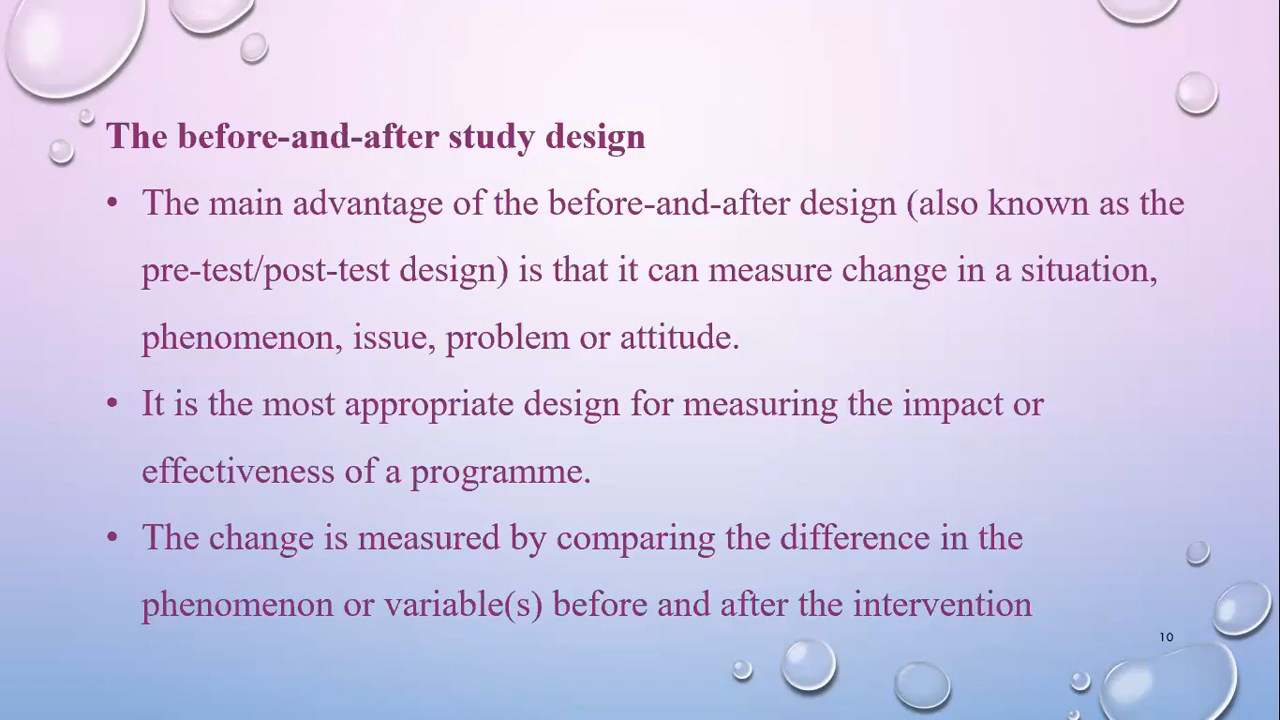 The before-and-after study design
• The main advantage of the before-and-after design (also known as the
pre-test/post-test design) is that it can measure change in a situation,
phenomenon, issue, problem or attitude.
• It is the most appropriate design for measuring the impact or
effectiveness of a programme.
• The change is measured by comparing the difference in the
phenomenon or variable(s) before and after the intervention
10